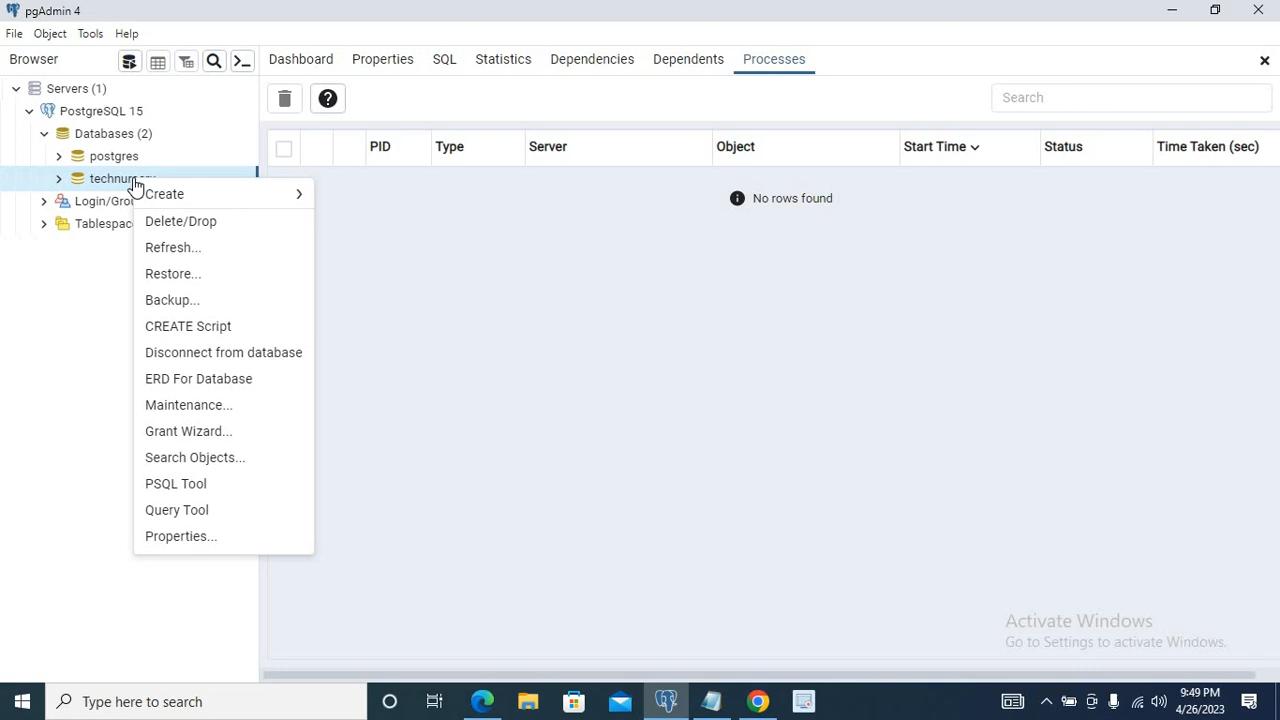 pgAdmin 4
File Object Tools Help
Browser
Dashboard Properties SQL Statistics Dependencies Dependents Processes
Servers (1)
PostgreSQL 15
Databases (2)
postgres
Login/Grou
Tablespac
Create
Delete/Drop
Refresh...
Restore...
Backup...
CREATE Script
Disconnect from database
ERD For Database
Maintenance...
Grant Wizard...
Search Objects...
PSQL Tool
Query Tool
Properties...
Search
PID Type Server Object Start Time Status Time Taken (sec)
No rows found
Activate Windows
Go to Settings to activate Windows.
Type here to search
9:49 PM
4/26/2023